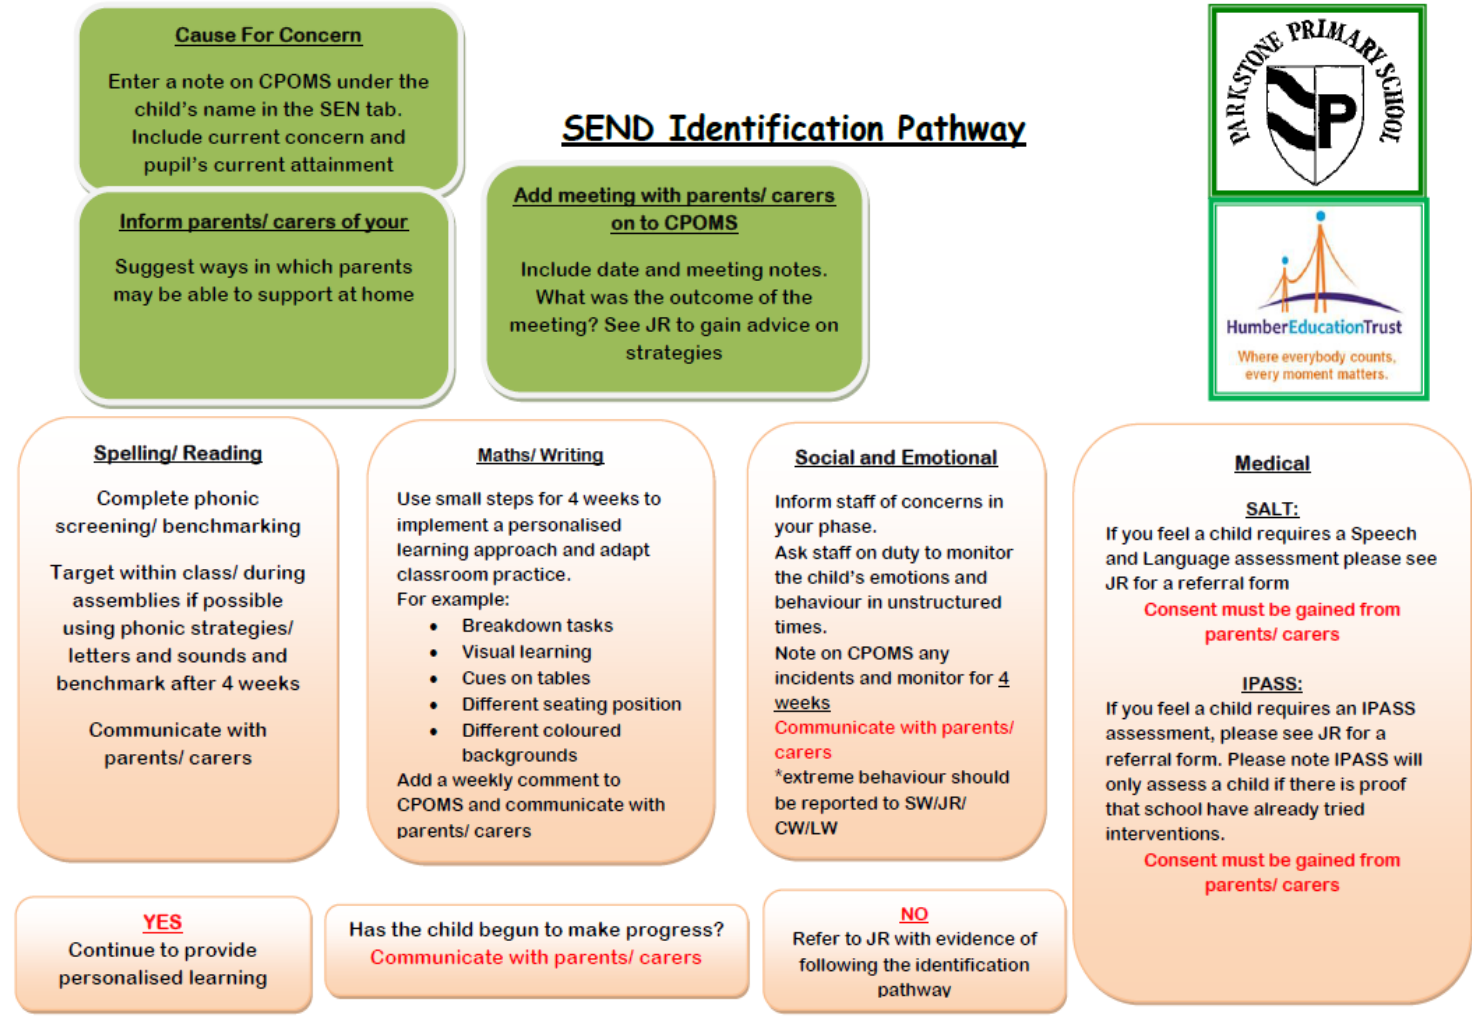 Cause For Concern
Enter a note on CPOMS under the
child's name in the SEN tab.
Include current concern and
pupil's current attainment
SEND Identification Pathway
PARKSTONE PRIMARY SCHOOL
P
Inform parents/ carers of your
Suggest ways in which parents
may be able to support at home
Add meeting with parents/ carers
on to CPOMS
Include date and meeting notes.
What was the outcome of the
meeting? See JR to gain advice on
strategies
HumberEducationTrust
Where everybody counts,
every moment matters.
Spelling/ Reading
Complete phonic
screening/ benchmarking
Target within class/ during
assemblies if possible
using phonic strategies/
letters and sounds and
benchmark after 4 weeks
Communicate with
parents/ carers
Maths/ Writing
Use small steps for 4 weeks to
implement a personalised
learning approach and adapt
classroom practice.
For example:
• Breakdown tasks
• Visual learning
• Cues on tables
• Different seating position
• Different coloured
backgrounds
Add a weekly comment to
CPOMS and communicate with
parents/ carers
Social and Emotional
Inform staff of concerns in
your phase.
Ask staff on duty to monitor
the child's emotions and
behaviour in unstructured
times.
Note on CPOMS any
incidents and monitor for 4
weeks
Communicate with parents/
carers
*extreme behaviour should
be reported to SW/JR/
CW/LW
Medical
SALT:
If you feel a child requires a Speech
and Language assessment please see
JR for a referral form
Consent must be gained from
parents/ carers
IPASS:
If you feel a child requires an IPASS
assessment, please see JR for a
referral form. Please note IPASS will
only assess a child if there is proof
that school have already tried
interventions.
Consent must be gained from
parents/ carers
YES
Continue to provide
personalised learning
Has the child begun to make progress?
Communicate with parents/ carers
NO
Refer to JR with evidence of
following the identification
pathway